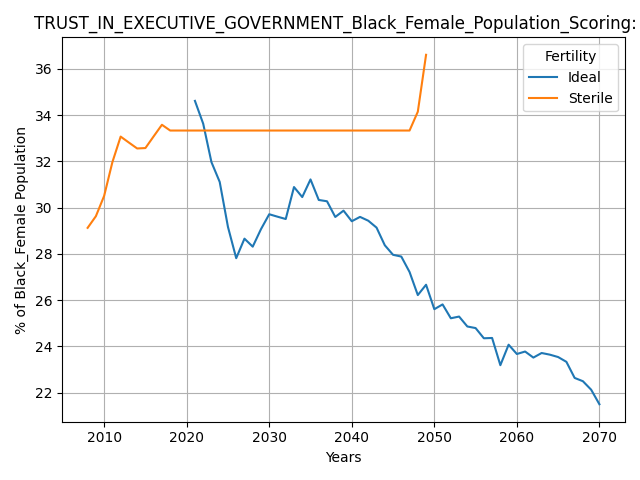 TRUST_IN_EXECUTIVE_GOVERNMENT_Black_Female_Population_Scoring:
Fertility
Ideal
Sterile
% of Black_Female Population
36
34
32
30
28
26
24
22
2010
2020
2030
2040
2050
2060
2070
Years